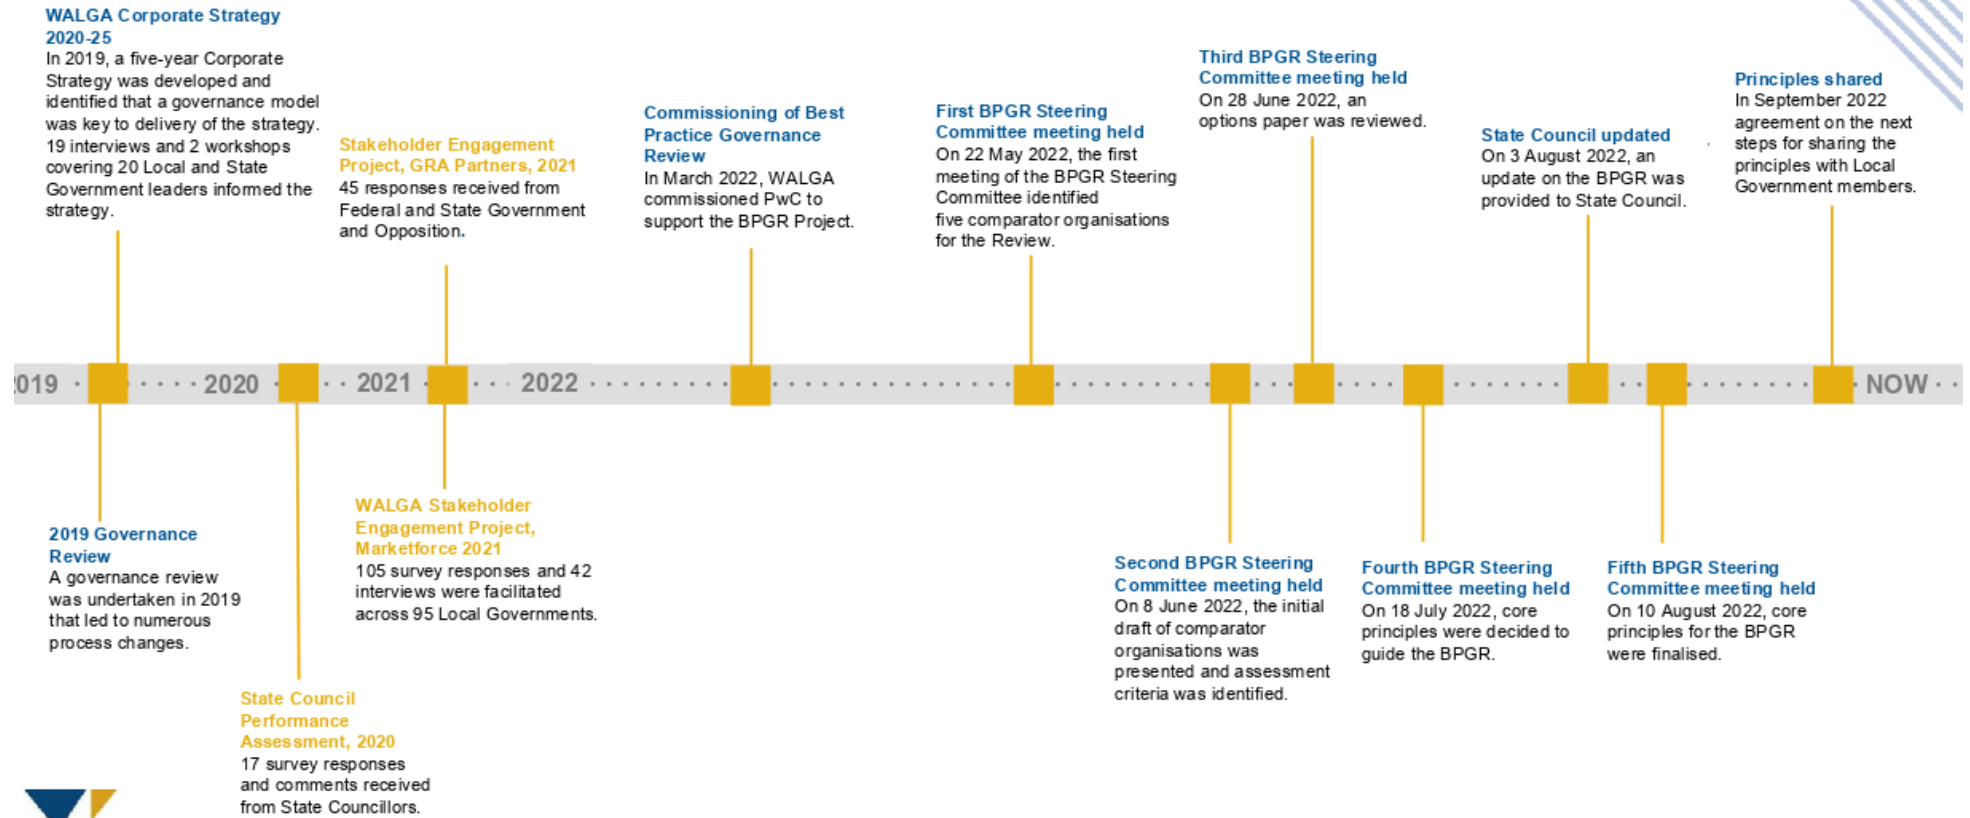 WALGA Corporate Strategy
2020-25
In 2019, a five-year Corporate
Strategy was developed and
identified that a governance model
was key to delivery of the strategy.
19 interviews and 2 workshops
covering 20 Local and State
Government leaders informed the
strategy.
Stakeholder Engagement
Project, GRA Partners, 2021
45 responses received from
Federal and State Government
and Opposition.
Commissioning of Best
Practice Governance
Review
In March 2022, WALGA
commissioned PwC to
support the BPGR Project.
First BPGR Steering
Committee meeting held
On 22 May 2022, the first
meeting of the BPGR Steering
Committee identified
five comparator organisations
for the Review.
Third BPGR Steering
Committee meeting held
On 28 June 2022, an
options paper was reviewed.
State Council updated
On 3 August 2022, an
update on the BPGR was
provided to State Council.
Principles shared
In September 2022
agreement on the next
steps for sharing the
principles with Local
Government members.
2019 2020 2021 2022 NOW
2019 Governance
Review
A governance review
was undertaken in 2019
that led to numerous
process changes.
State Council
Performance
Assessment, 2020
17 survey responses
and comments received
from State Councillors.
WALGA Stakeholder
Engagement Project,
Marketforce 2021
105 survey responses and 42
interviews were facilitated
across 95 Local Governments.
Second BPGR Steering
Committee meeting held
On 8 June 2022, the initial
draft of comparator
organisations was
presented and assessment
criteria was identified.
Fourth BPGR Steering
Committee meeting held
On 18 July 2022, core
principles were decided to
guide the BPGR.
Fifth BPGR Steering
Committee meeting held
On 10 August 2022, core
principles for the BPGR
were finalised.